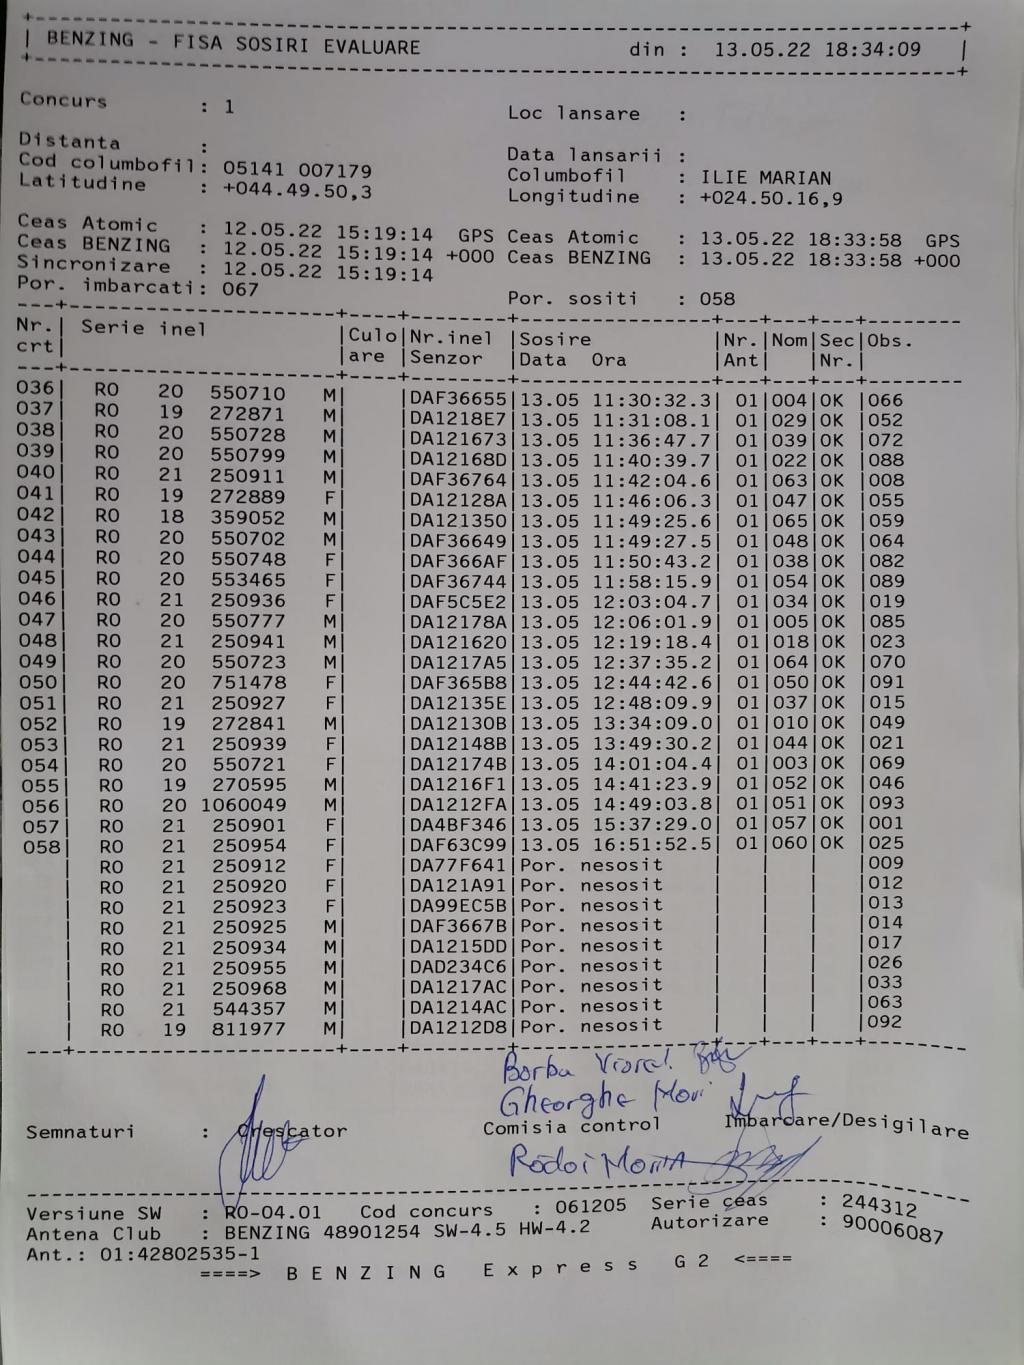 BENZING - FISA SOSIRI EVALUARE din : 13.05.22 18:34:09
Concurs : 1 Loc lansare :
Distanta : Data lansarii :
Cod columbofil: 05141 007179 Columbofil : ILIE MARIAN
Latitudine : +044.49.50,3 Longitudine : +024.50.16,9
Ceas Atomic : 12.05.22 15:19:14 GPS Ceas Atomic : 13.05.22 18:33:58 GPS
Ceas BENZING : 12.05.22 15:19:14 +000 Ceas BENZING : 13.05.22 18:33:58 +000
Sincronizare : 12.05.22 15:19:14
Por. imbarcati: 067 Por. sositi : 058
Nr.| Serie inel |Culo|Nr.inel |Sosire |Nr.|Nom|Sec|Obs.
crt| |are |Senzor |Data Ora |Ant| |Nr.|
036| RO 20 550710 M| |DAF36655|13.05 11:30:32.3| 01|004|OK |066
037| RO 19 272871 M| |DA1218E7|13.05 11:31:08.1| 01|029|OK |052
038| RO 20 550728 M| |DA121673|13.05 11:36:47.7| 01|039|OK |072
039| RO 20 550799 M| |DA12168D|13.05 11:40:39.7| 01|022|OK |088
040| RO 21 250911 M| |DAF36764|13.05 11:42:04.6| 01|063|OK |008
041| RO 19 272889 F| |DA12128A|13.05 11:46:06.3| 01|047|OK |055
042| RO 18 359052 M| |DA121350|13.05 11:49:25.6| 01|065|OK |059
043| RO 20 550702 M| |DAF36649|13.05 11:49:27.5| 01|048|OK |064
044| RO 20 550748 F| |DAF366AF|13.05 11:50:43.2| 01|038|OK |082
045| RO 20 553465 F| |DAF36744|13.05 11:58:15.9| 01|054|OK |089
046| RO 21 250936 F| |DAF5C5E2|13.05 12:03:04.7| 01|034|OK |019
047| RO 20 550777 M| |DA12178A|13.05 12:06:01.9| 01|005|OK |085
048| RO 21 250941 M| |DA121620|13.05 12:19:18.4| 01|018|OK |023
049| RO 20 550723 M| |DA1217A5|13.05 12:37:35.2| 01|064|OK |070
050| RO 20 751478 F| |DAF365B8|13.05 12:44:42.6| 01|050|OK |091
051| RO 21 250927 F| |DA12135E|13.05 12:48:09.9| 01|037|OK |015
052| RO 19 272841 M| |DA12130B|13.05 13:34:09.0| 01|010|OK |049
053| RO 21 250939 F| |DA12148B|13.05 13:49:30.2| 01|044|OK |021
054| RO 20 550721 F| |DA12174B|13.05 14:01:04.4| 01|003|OK |069
055| RO 19 270595 M| |DA1216F1|13.05 14:41:23.9| 01|052|OK |046
056| RO 20 1060049 M| |DA1212FA|13.05 14:49:03.8| 01|051|OK |093
057| RO 21 250901 F| |DA4BF346|13.05 15:37:29.0| 01|057|OK |001
058| RO 21 250954 F| |DAF63C99|13.05 16:51:52.5| 01|060|OK |025
| RO 21 250912 F| |DA77F641|Por. nesosit | | | |009
| RO 21 250920 F| |DA121A91|Por. nesosit | | | |012
| RO 21 250923 F| |DA99EC5B|Por. nesosit | | | |013
| RO 21 250925 M| |DAF3667B|Por. nesosit | | | |014
| RO 21 250934 M| |DA1215DD|Por. nesosit | | | |017
| RO 21 250955 M| |DAD234C6|Por. nesosit | | | |026
| RO 21 250968 M| |DA1217AC|Por. nesosit | | | |033
| RO 21 544357 M| |DA1214AC|Por. nesosit | | | |063
| RO 19 811977 M| |DA1212D8|Por. nesosit | | | |092
Barbu Viorel
Gheorghe
Semnaturi : Crescator Comisia control Imbarcare/Desigilare
Versiune SW : RO-04.01 Cod concurs : 061205 Serie ceas : 244312
Antena Club : BENZING 48901254 SW-4.5 HW-4.2 Autorizare : 90006087
Ant.: 01:42802535-1
====> B E N Z I N G E x p r e s s G 2 <====